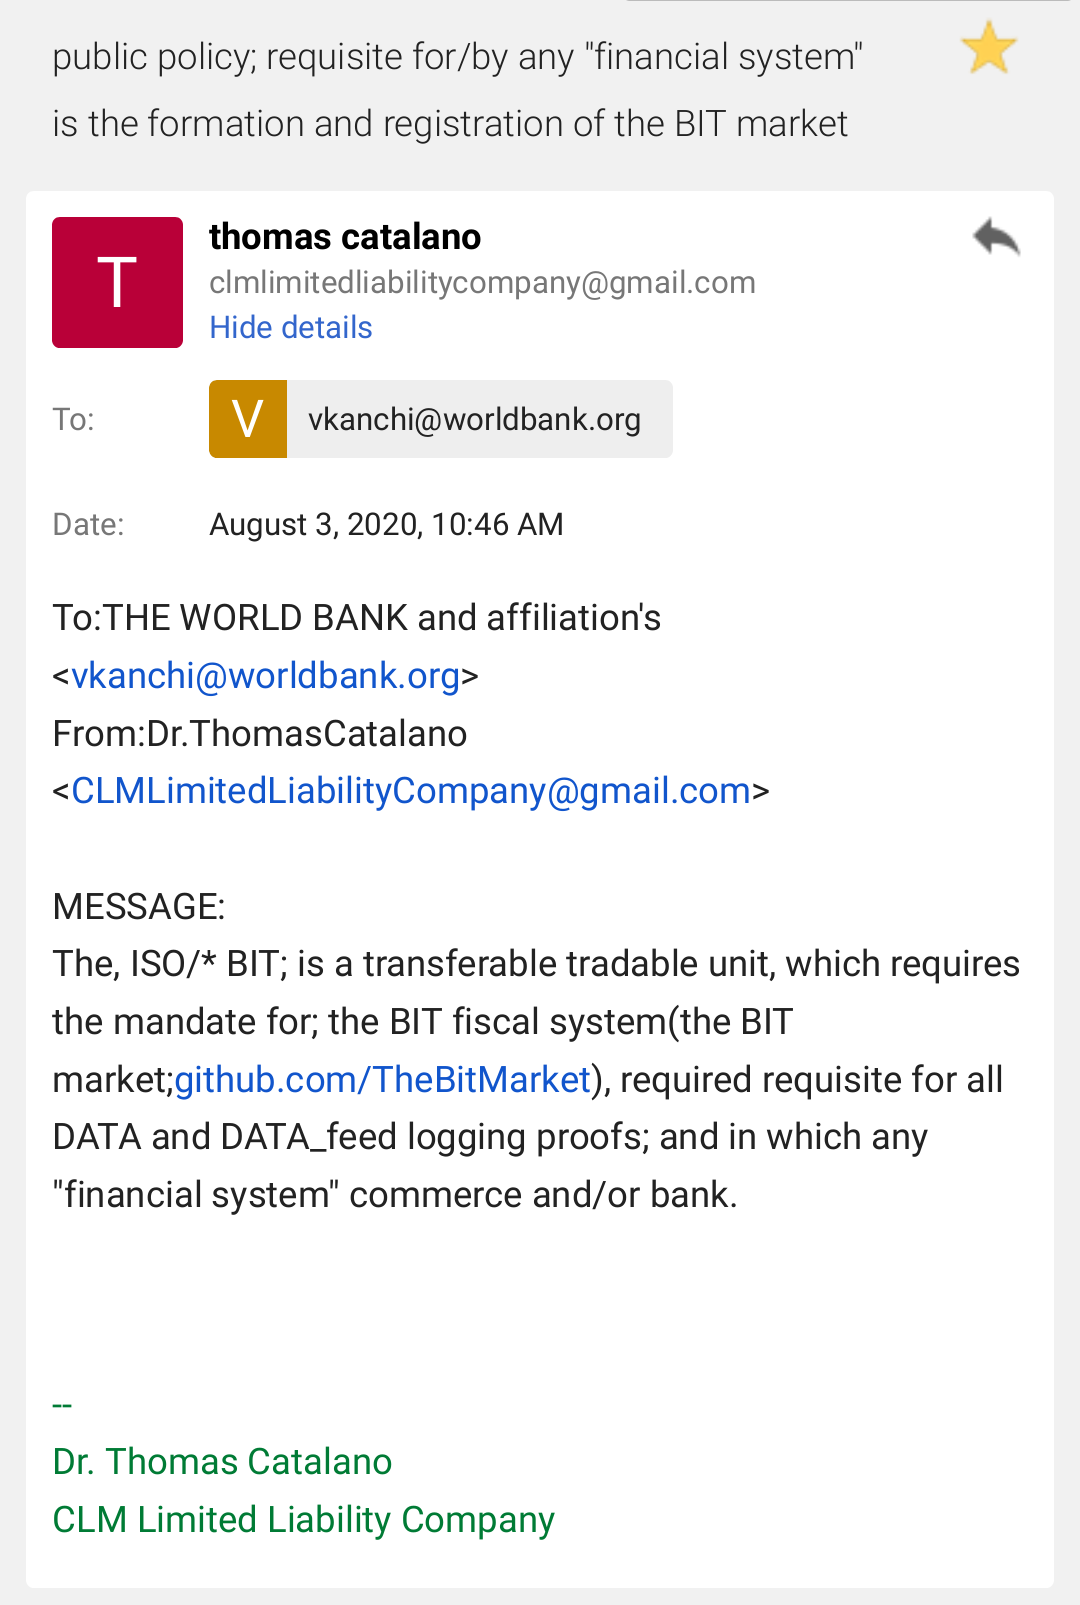 public policy; requisite for/by any "financial system"
is the formation and registration of the BIT market
T
thomas catalano
clmlimitedliabilitycompany@gmail.com
Hide details
To:
V
vkanchi@worldbank.org
Date:
August 3, 2020, 10:46 AM
To:THE WORLD BANK and affiliation's
<vkanchi@worldbank.org>
From:Dr.ThomasCatalano
<CLMLimitedLiabilityCompany@gmail.com>
MESSAGE:
The, ISO/* BIT; is a transferable tradable unit, which requires
the mandate for; the BIT fiscal system(the BIT
market;github.com/TheBitMarket), required requisite for all
DATA and DATA_feed logging proofs; and in which any
"financial system" commerce and/or bank.
--
Dr. Thomas Catalano
CLM Limited Liability Company